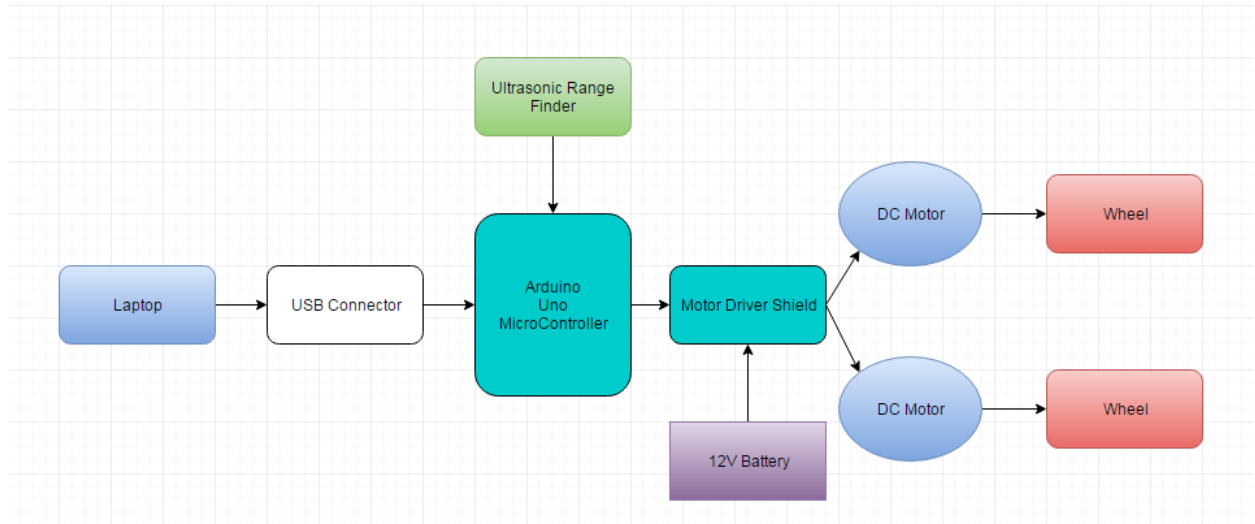 Ultrasonic Range
Finder
Laptop
USB Connector
Arduino
Uno
MicroController
Motor Driver Shield
DC Motor
Wheel
DC Motor
Wheel
12V Battery